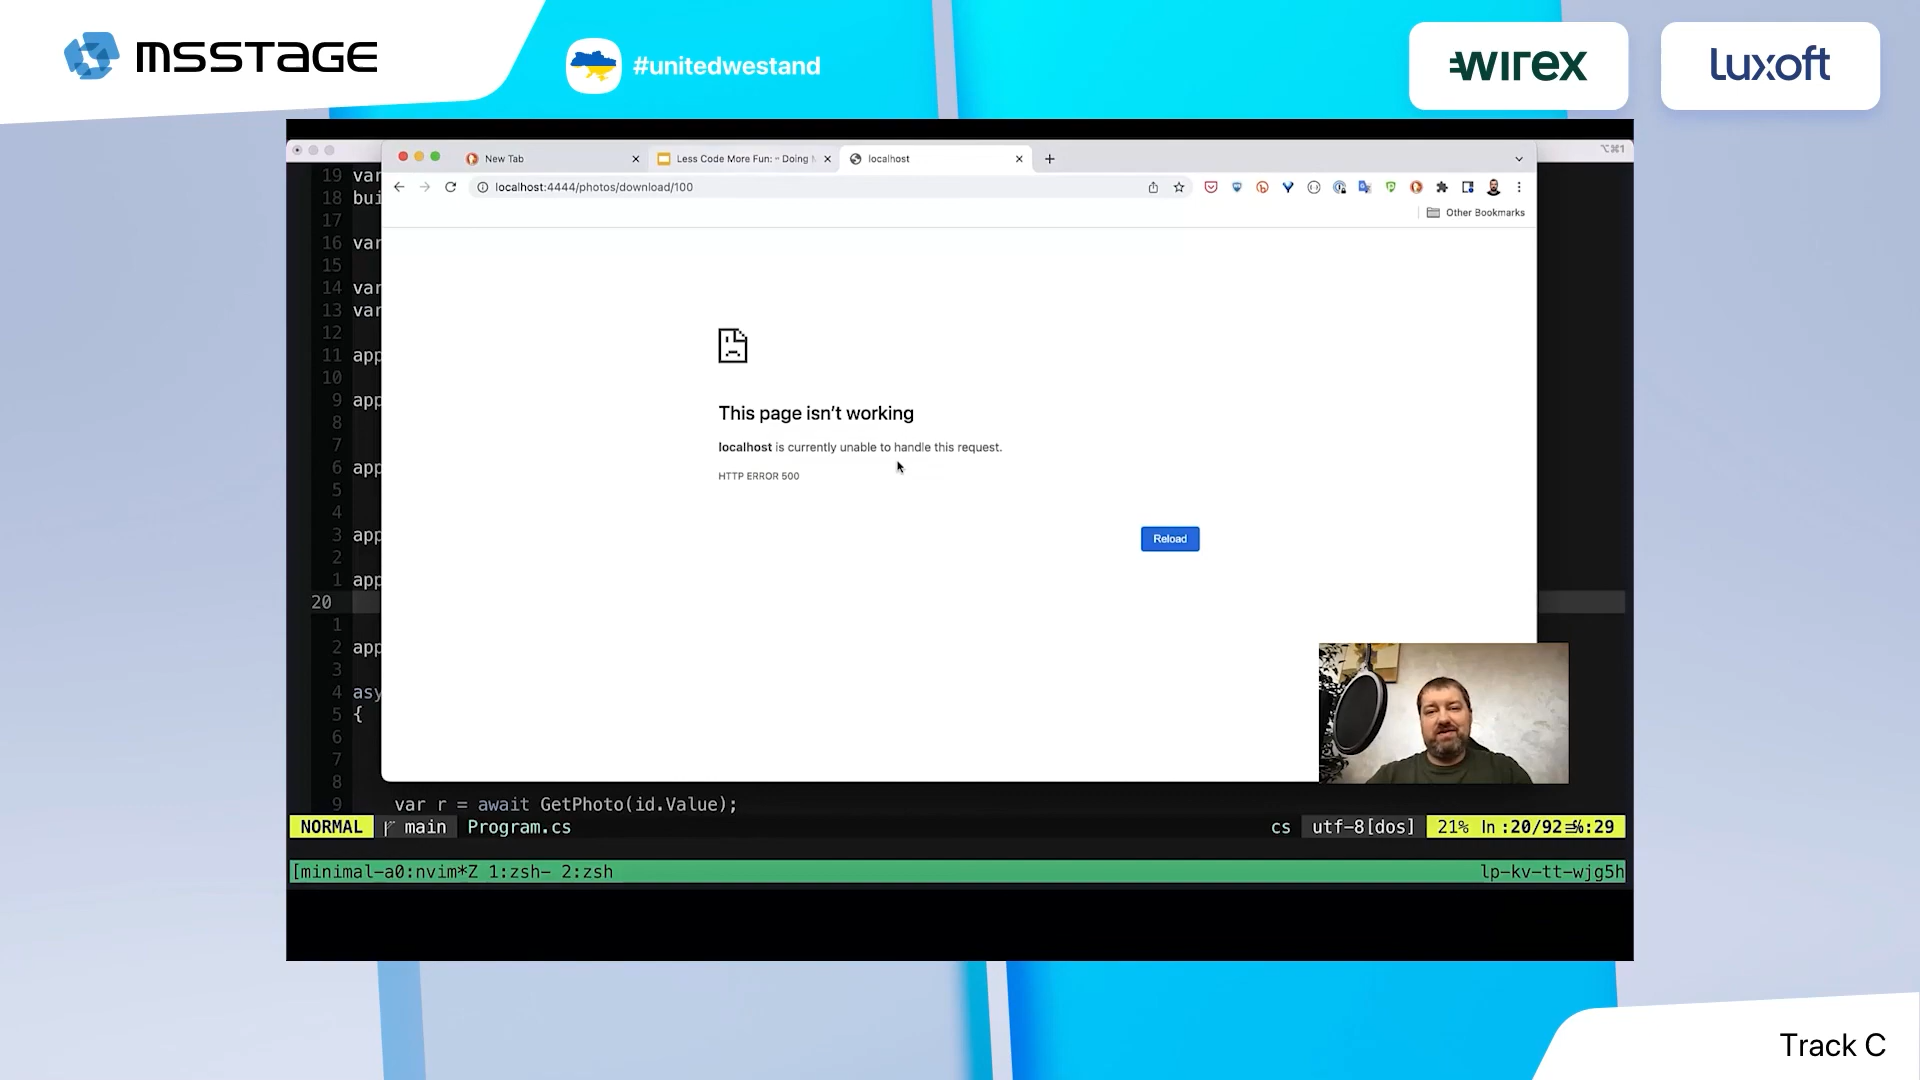 MSSTAGE
#unitedwestand
wirex
luxoft
New Tab
Less Code More Fun: - Doing
localhost
⌥⌘1
localhost:4444/photos/download/100
Other Bookmarks
19 var
18 bui
17
16 var
15
14 var
13 var
12
11 app
10
9 app
8
7
6 app
5
4
3 app
2
1 app
20
1
2 app
3
4 asy
5 {
6
7
8
9 var r = await GetPhoto(id.Value);
This page isn't working
localhost is currently unable to handle this request.
HTTP ERROR 500
Reload
NORMAL main Program.cs cs utf-8[dos] 21% ln :20/92 :29
[minimal-a0:nvim*Z 1:zsh- 2:zsh lp-kv-tt-wjg5h
Track C